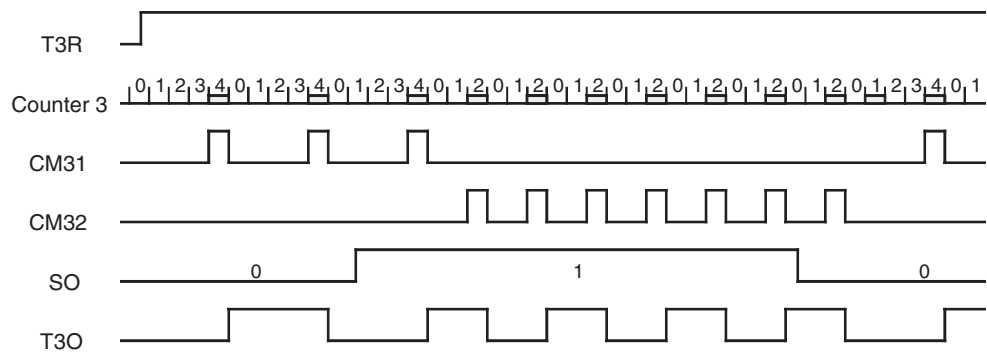 T3R
Counter 3 0 1 2 3 4 0 1 2 3 4 0 1 2 3 4 0 1 2 0 1 2 0 1 2 0 1 2 0 1 2 0 1 2 0 1 2 0 1 2 3 4 0 1
CM31
CM32
SO 0 1 0
T3O